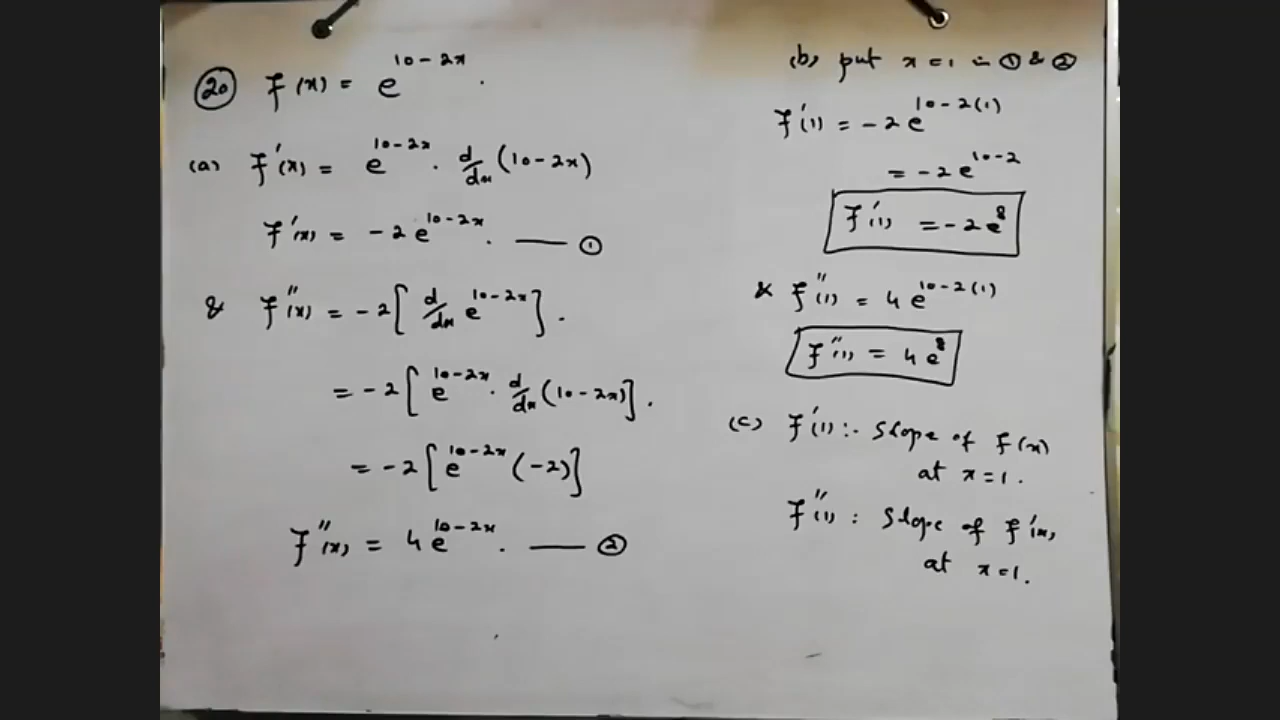 (20) f(x) = e^{10-2x}.
(a) f'(x) = e^{10-2x} . d/dx (10-2x)
f'(x) = -2e^{10-2x}. —— ①
& f''(x) = -2[ d/dx e^{10-2x} ].
= -2[ e^{10-2x} . d/dx (10-2x) ].
= -2[ e^{10-2x} (-2) ]
f''(x) = 4e^{10-2x}. —— ②
(b) put x=1 in ① & ②
f'(1) = -2e^{10-2(1)}
= -2e^{10-2}
f'(1) = -2e^8
& f''(1) = 4e^{10-2(1)}
f''(1) = 4e^8
(c) f'(1) :- slope of f(x)
at x=1.
f''(1) : slope of f'(x)
at x=1.